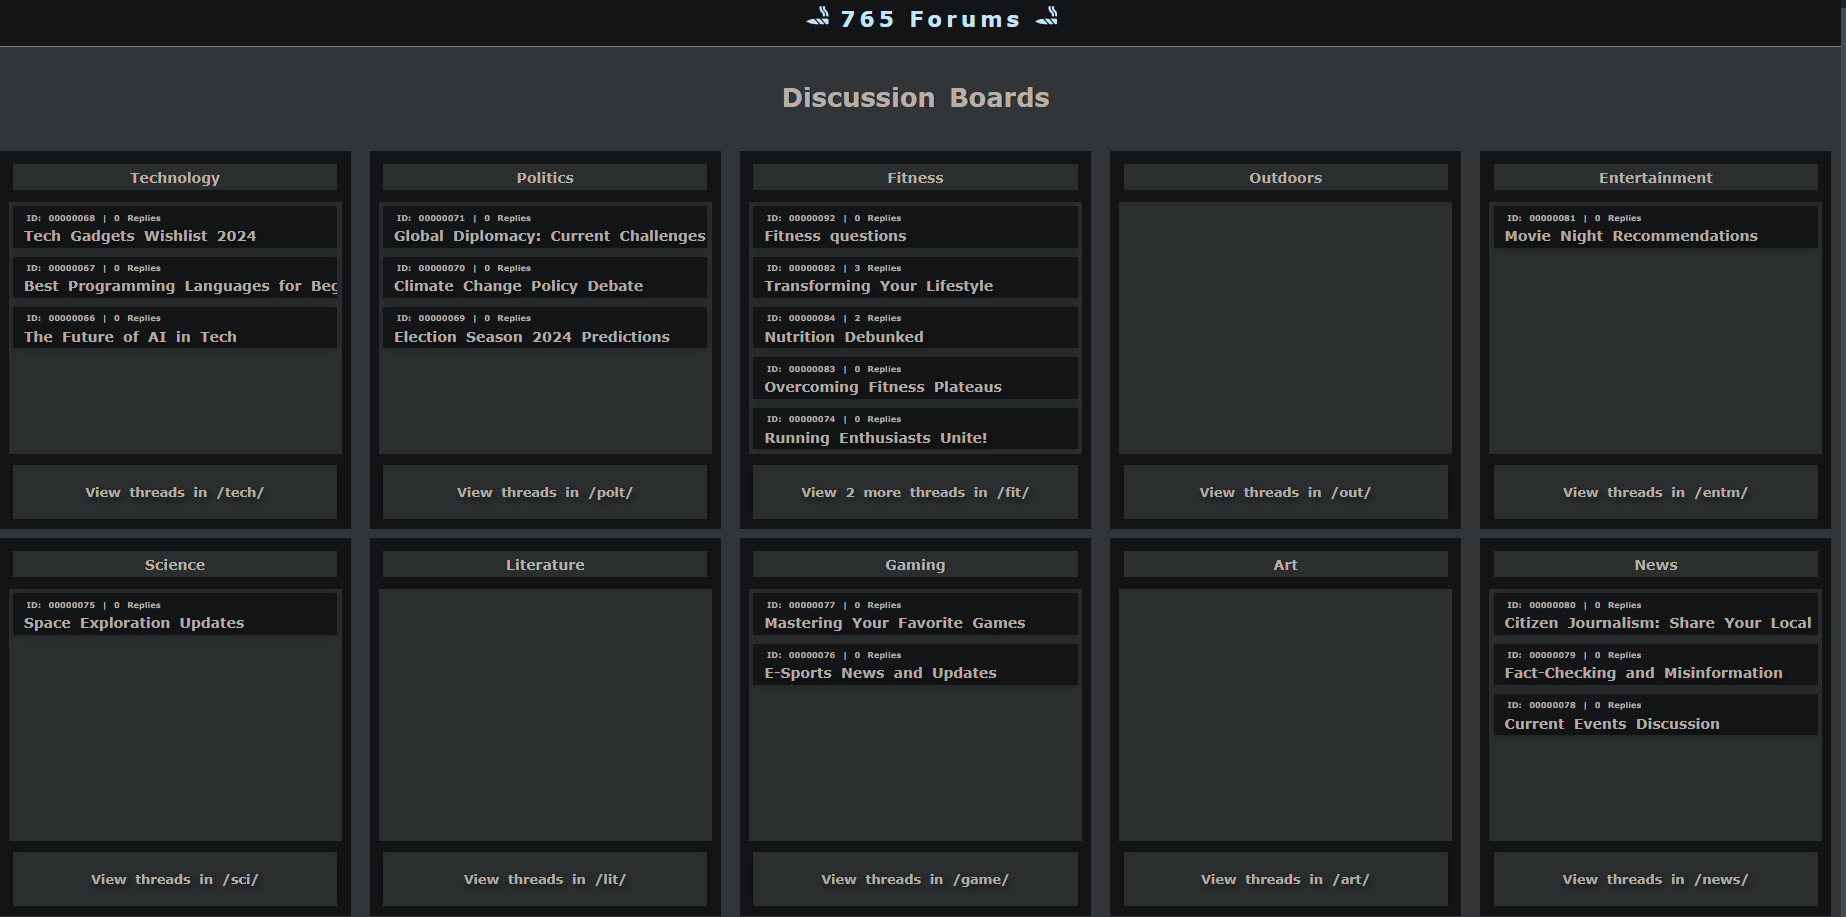 765 Forums
Discussion Boards
Technology
ID: 00000068 | 0 Replies
Tech Gadgets Wishlist 2024
ID: 00000067 | 0 Replies
Best Programming Languages for Beg
ID: 00000066 | 0 Replies
The Future of AI in Tech
View threads in /tech/
Politics
ID: 00000071 | 0 Replies
Global Diplomacy: Current Challenges
ID: 00000070 | 0 Replies
Climate Change Policy Debate
ID: 00000069 | 0 Replies
Election Season 2024 Predictions
View threads in /polt/
Fitness
ID: 00000092 | 0 Replies
Fitness questions
ID: 00000082 | 3 Replies
Transforming Your Lifestyle
ID: 00000084 | 2 Replies
Nutrition Debunked
ID: 00000083 | 0 Replies
Overcoming Fitness Plateaus
ID: 00000074 | 0 Replies
Running Enthusiasts Unite!
View 2 more threads in /fit/
Outdoors
View threads in /out/
Entertainment
ID: 00000081 | 0 Replies
Movie Night Recommendations
View threads in /entm/
Science
ID: 00000075 | 0 Replies
Space Exploration Updates
View threads in /sci/
Literature
View threads in /lit/
Gaming
ID: 00000077 | 0 Replies
Mastering Your Favorite Games
ID: 00000076 | 0 Replies
E-Sports News and Updates
View threads in /game/
Art
View threads in /art/
News
ID: 00000080 | 0 Replies
Citizen Journalism: Share Your Local
ID: 00000079 | 0 Replies
Fact-Checking and Misinformation
ID: 00000078 | 0 Replies
Current Events Discussion
View threads in /news/